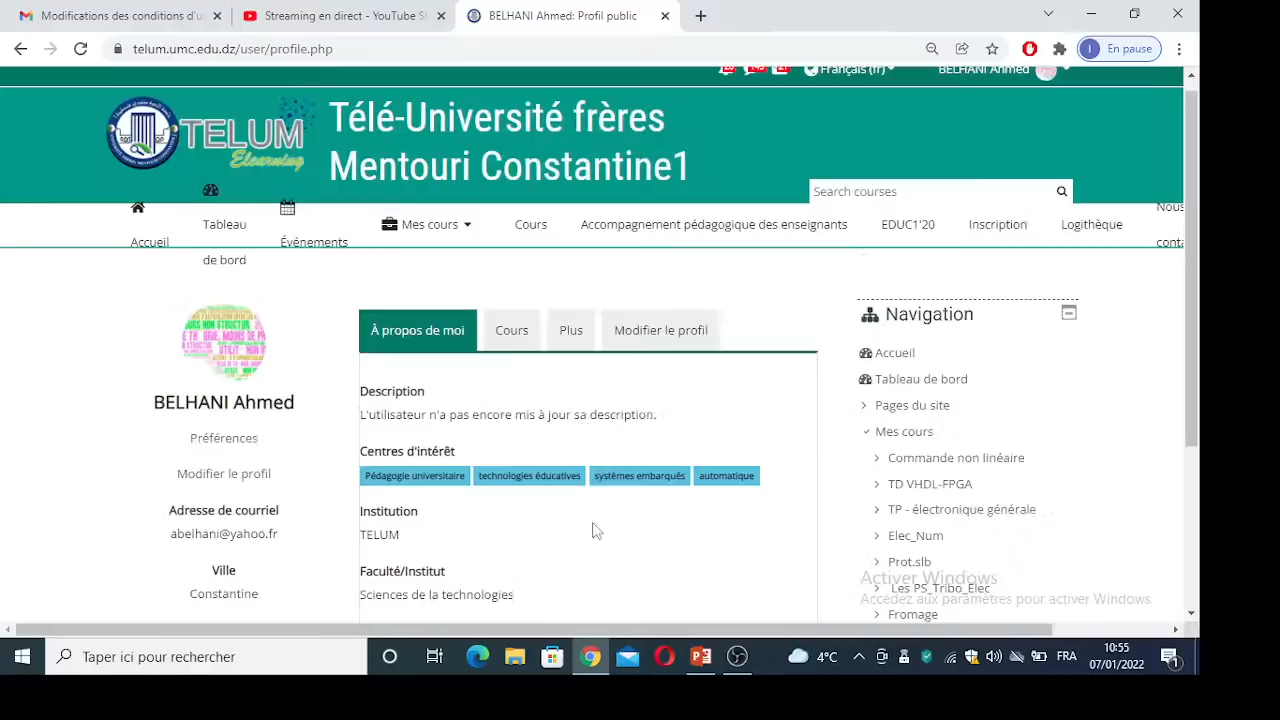 Modifications des conditions d'u
Streaming en direct - YouTube S
BELHANI Ahmed: Profil public
telum.umc.edu.dz/user/profile.php
I
En pause
Français (fr)
BELHANI Ahmed
TELUM
Elearning
Télé-Université frères
Mentouri Constantine1
Search courses
Accueil
Tableau
de bord
Événements
Mes cours
Cours
Accompagnement pédagogique des enseignants
EDUC1'20
Inscription
Logithèque
Nous
conta
BELHANI Ahmed
Préférences
Modifier le profil
Adresse de courriel
abelhani@yahoo.fr
Ville
Constantine
À propos de moi
Cours
Plus
Modifier le profil
Description
L'utilisateur n'a pas encore mis à jour sa description.
Centres d'intérêt
Pédagogie universitaire
technologies éducatives
systèmes embarqués
automatique
Institution
TELUM
Faculté/Institut
Sciences de la technologies
Navigation
Accueil
Tableau de bord
Pages du site
Mes cours
Commande non linéaire
TD VHDL-FPGA
TP - électronique générale
Elec_Num
Prot.slb
Activer Windows
Les PS_Tribo_Elec
Accédez aux paramètres pour activer Windows.
Fromage
Taper ici pour rechercher
4°C
FRA
10:55
07/01/2022
1